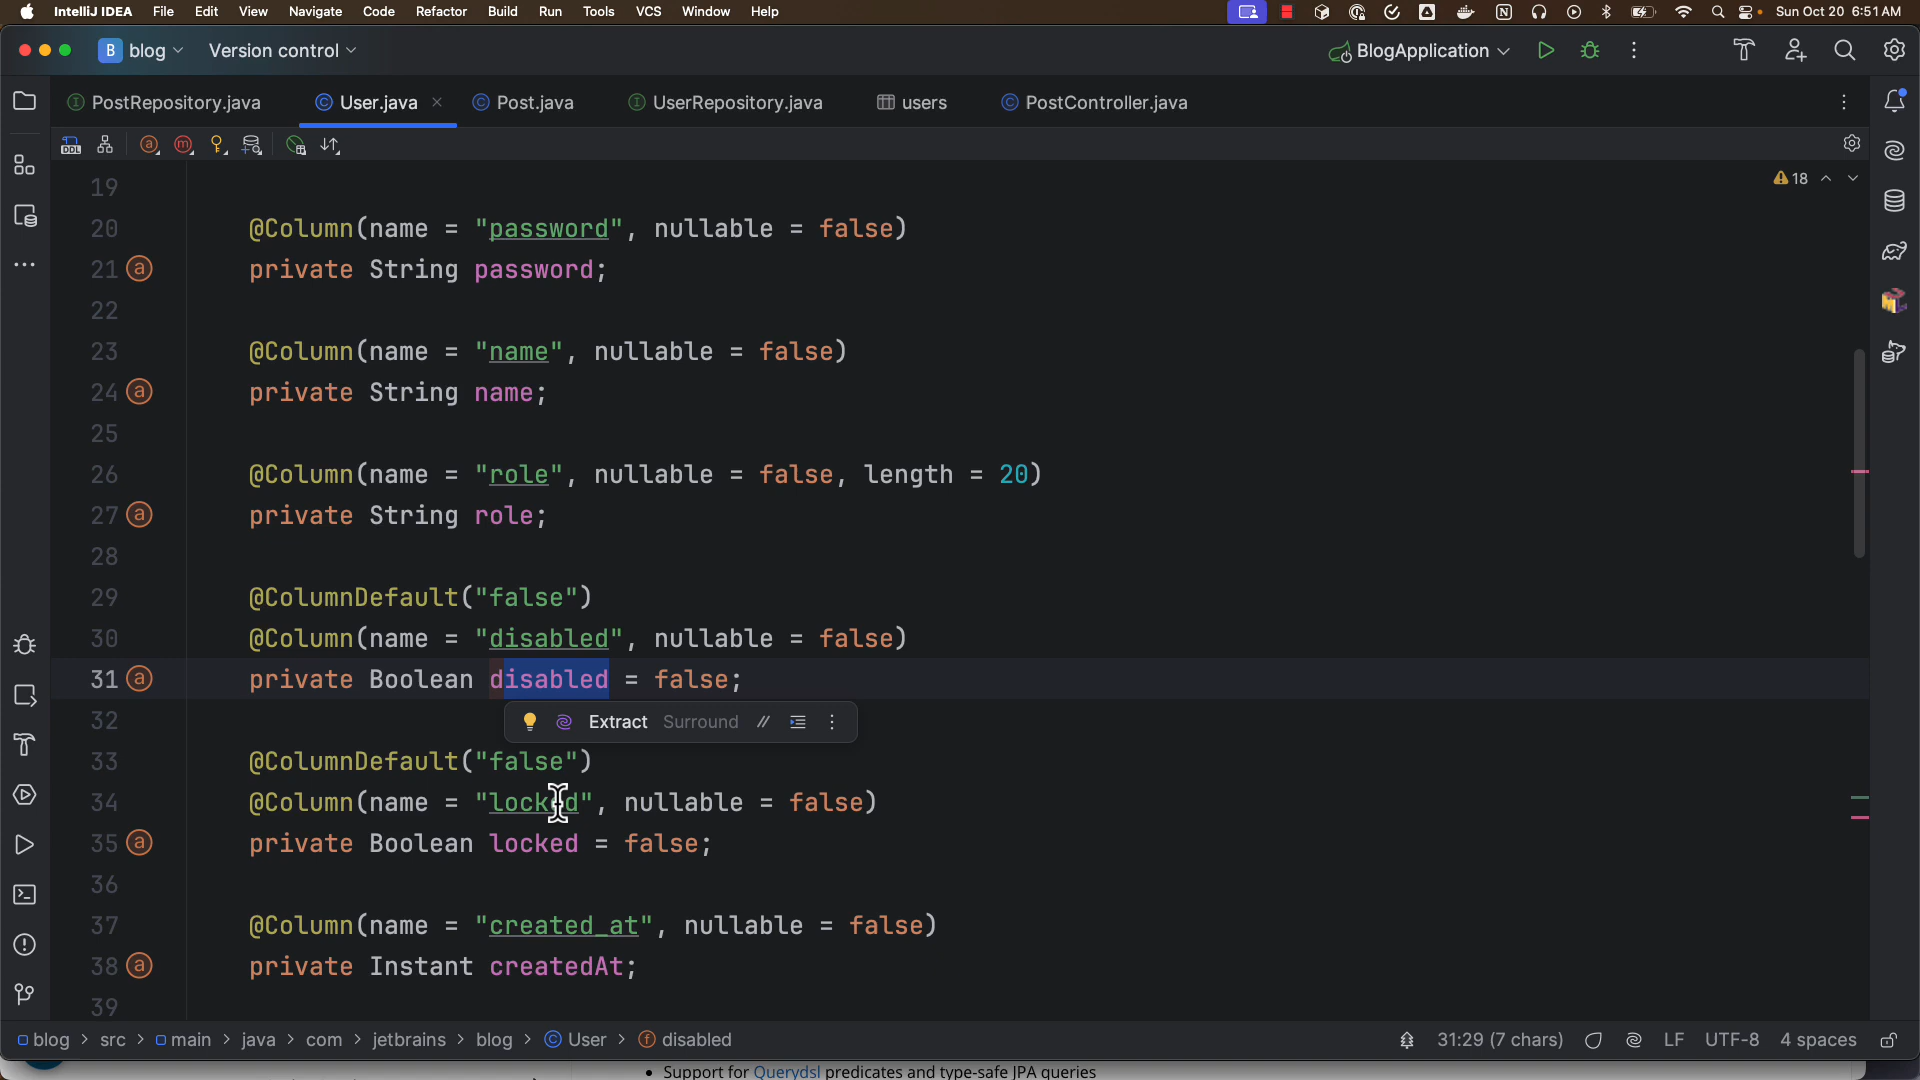 IntelliJ IDEA File Edit View Navigate Code Refactor Build Run Tools VCS Window Help Sun Oct 20 6:51 AM
B blog Version control BlogApplication
PostRepository.java User.java Post.java UserRepository.java users PostController.java
DDL
18
19
20 @Column(name = "password", nullable = false)
21 private String password;
22
23 @Column(name = "name", nullable = false)
24 private String name;
25
26 @Column(name = "role", nullable = false, length = 20)
27 private String role;
28
29 @ColumnDefault("false")
30 @Column(name = "disabled", nullable = false)
31 private Boolean disabled = false;
32 Extract Surround //
33 @ColumnDefault("false")
34 @Column(name = "locked", nullable = false)
35 private Boolean locked = false;
36
37 @Column(name = "created_at", nullable = false)
38 private Instant createdAt;
39
blog > src > main > java > com > jetbrains > blog > User > disabled 31:29 (7 chars) LF UTF-8 4 spaces
• Support for Querydsl predicates and type-safe JPA queries